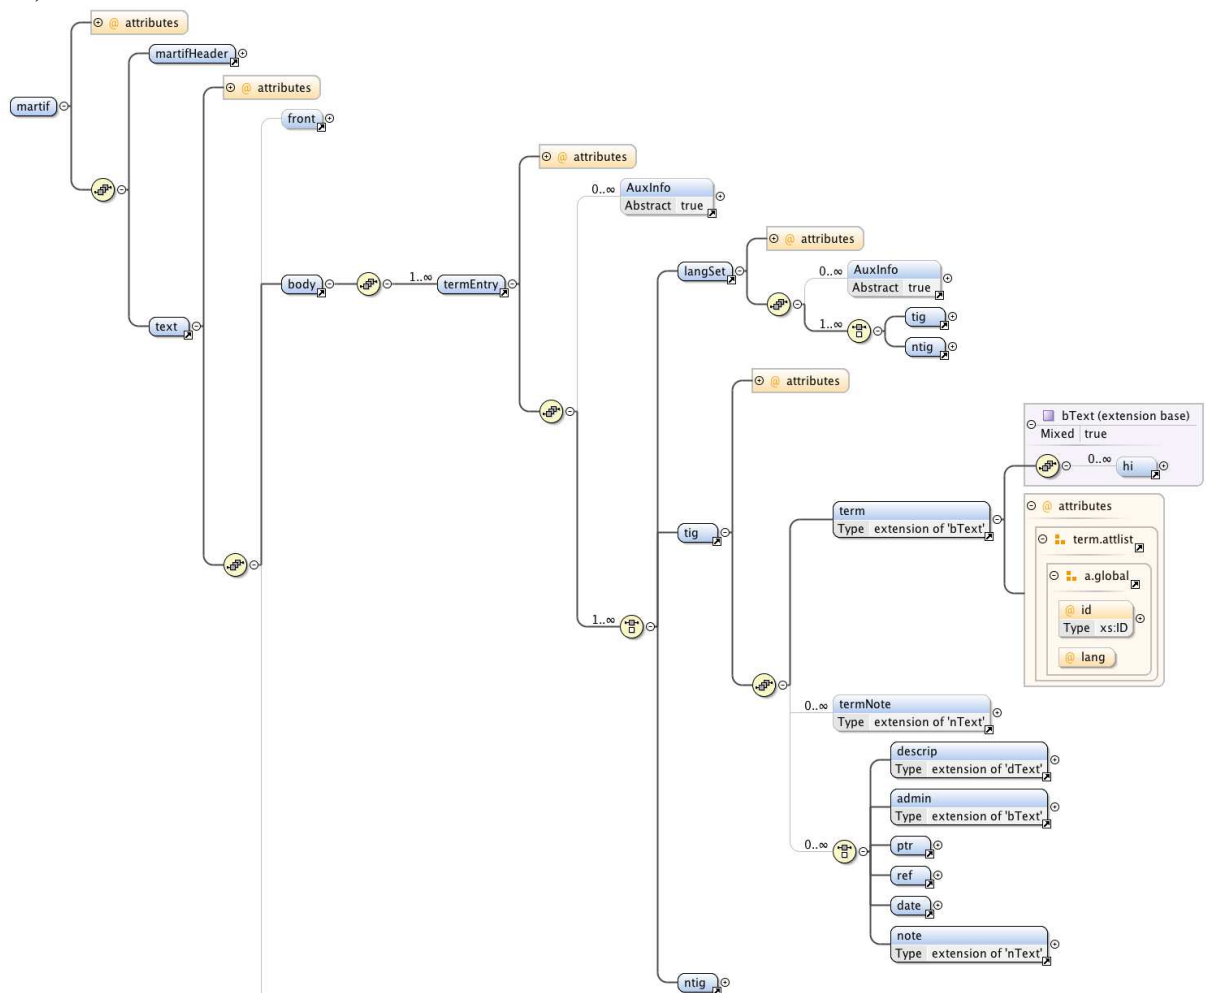 @ attributes
martifHeader
@ attributes
martif
front
@ attributes
0..∞ AuxInfo
Abstract true
@ attributes
langSet
0..∞ AuxInfo
Abstract true
body
1..∞ termEntry
tig
1..∞
text
ntig
@ attributes
bText (extension base)
Mixed true
0..∞ hi
@ attributes
term
Type extension of 'bText'
tig
term.attlist
a.global
@ id
Type xs:ID
1..∞
@ lang
0..∞ termNote
Type extension of 'nText'
descrip
Type extension of 'dText'
admin
Type extension of 'bText'
0..∞
ptr
ref
date
note
Type extension of 'nText'
ntig